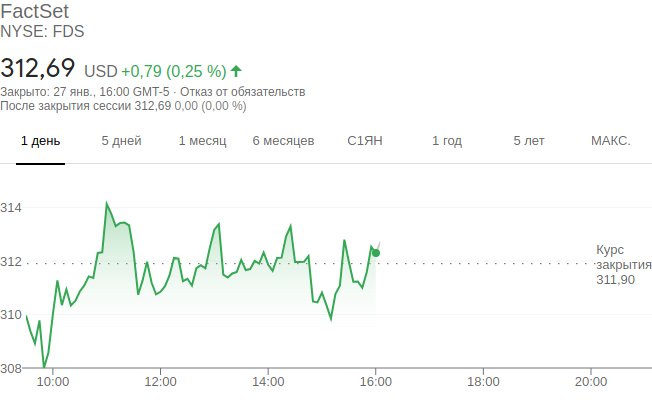 FactSet
NYSE: FDS
312,69 USD +0,79 (0,25 %)
Закрыто: 27 янв., 16:00 GMT-5 · Отказ от обязательств
После закрытия сессии 312,69 0,00 (0,00 %)
1 день 5 дней 1 месяц 6 месяцев С1ЯН 1 год 5 лет МАКС.
314
312
310
308
Курс
закрытия
311,90
10:00 12:00 14:00 16:00 18:00 20:00